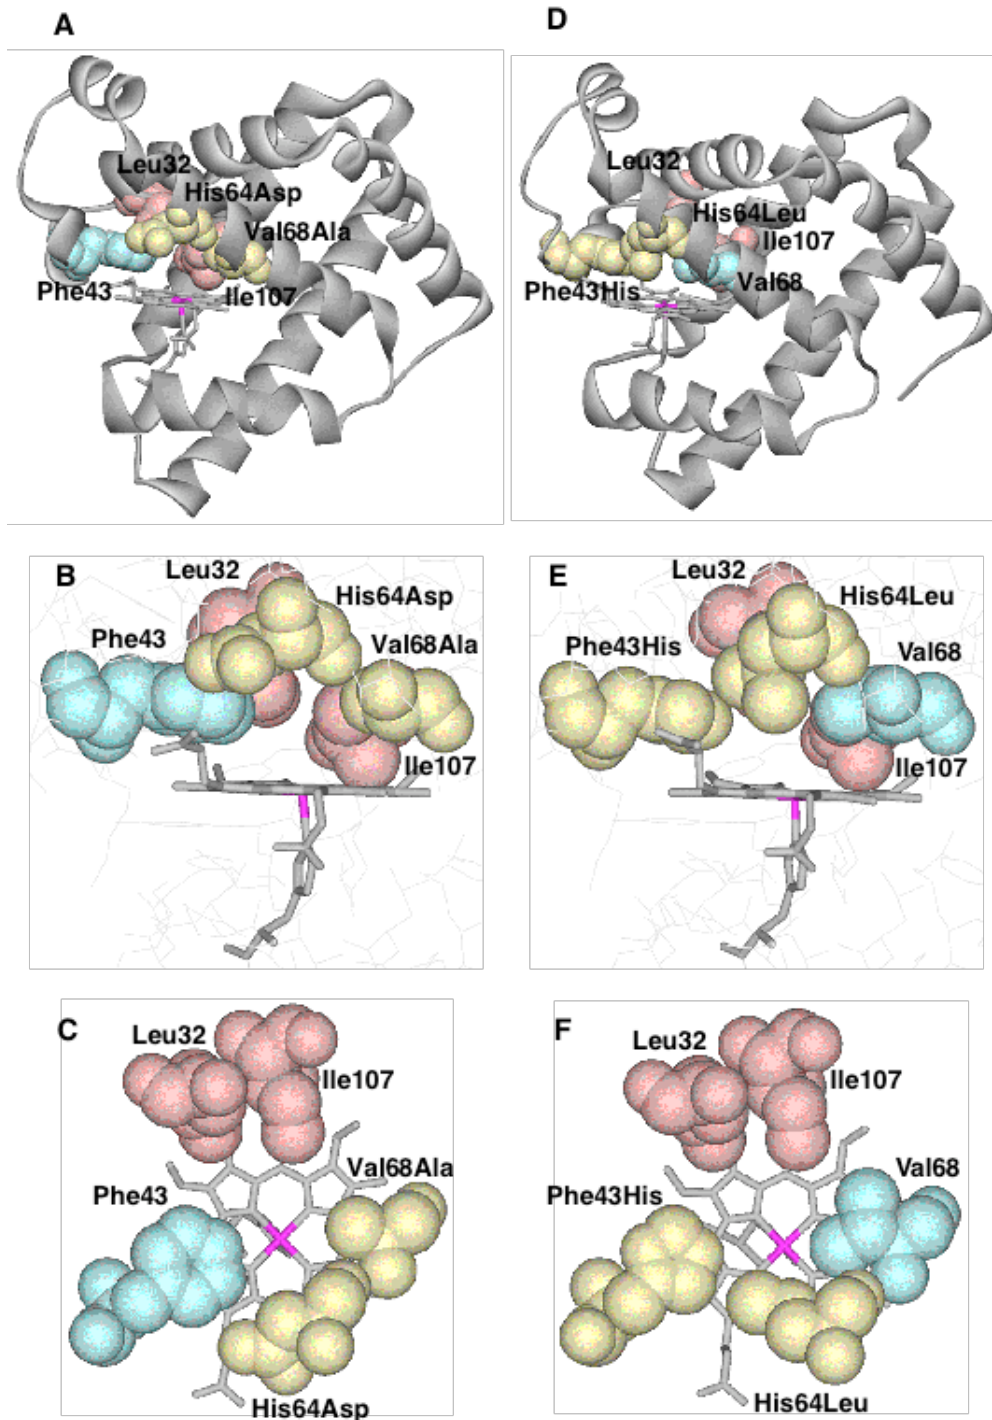 A
D
Leu32
His64Asp
Val68Ala
Phe43
Ile107
Leu32
His64Leu
Ile107
Val68
Phe43His
B
Leu32
His64Asp
Phe43
Val68Ala
Ile107
E
Leu32
His64Leu
Phe43His
Val68
Ile107
C
Leu32
Ile107
Val68Ala
Phe43
His64Asp
F
Leu32
Ile107
Val68
Phe43His
His64Leu